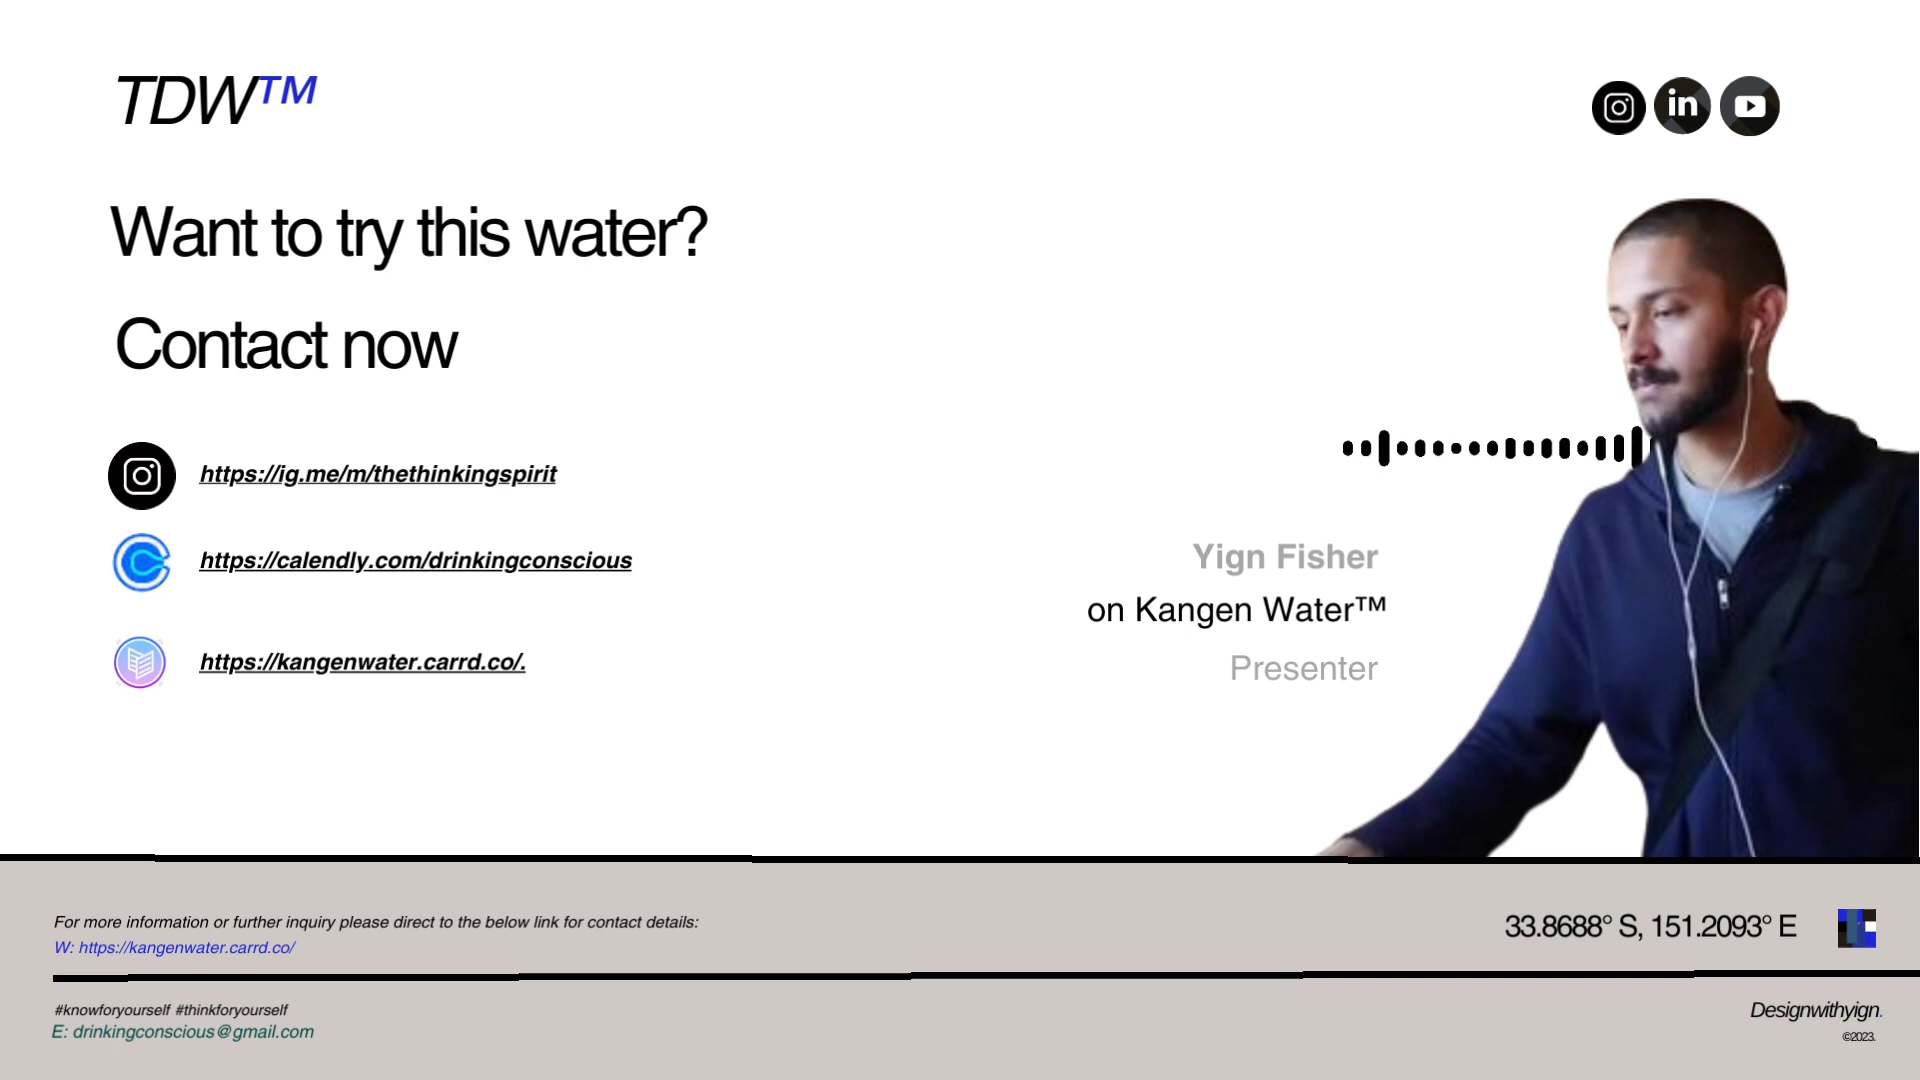 TDW™
Want to try this water?
Contact now
https://ig.me/m/thethinkingspirit
https://calendly.com/drinkingconscious
https://kangenwater.carrd.co/.
Yign Fisher
on Kangen Water™
Presenter
For more information or further inquiry please direct to the below link for contact details:
W: https://kangenwater.carrd.co/
33.8688° S, 151.2093° E
#knowforyourself #thinkforyourself
E: drinkingconscious@gmail.com
Designwithyign.
©2023.